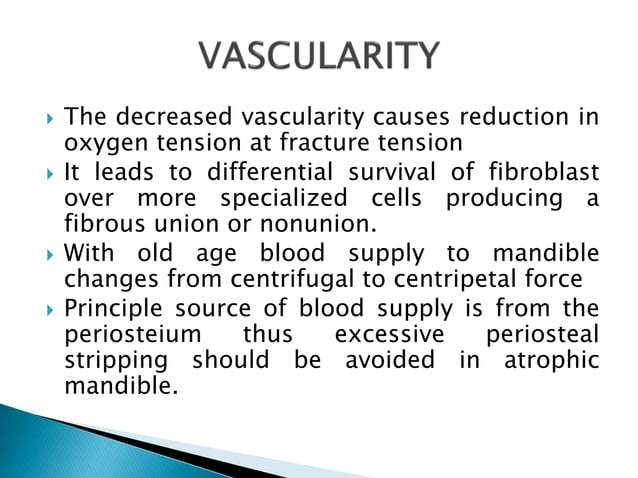 VASCULARITY
The decreased vascularity causes reduction in
oxygen tension at fracture tension
It leads to differential survival of fibroblast
over more specialized cells producing a
fibrous union or nonunion.
With old age blood supply to mandible
changes from centrifugal to centripetal force
Principle source of blood supply is from the
periosteium thus excessive periosteal
stripping should be avoided in atrophic
mandible.